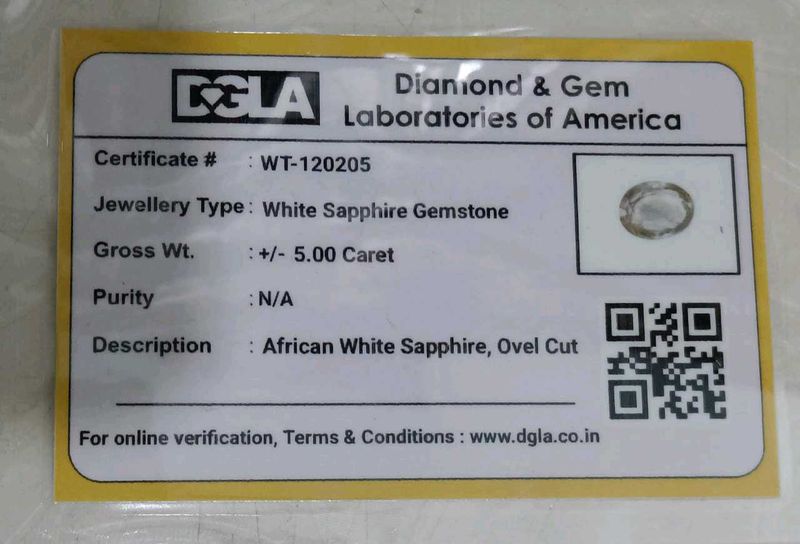 DGLA
Diamond & Gem
Laboratories of America
Certificate # : WT-120205
Jewellery Type : White Sapphire Gemstone
Gross Wt. : +/- 5.00 Caret
Purity : N/A
Description : African White Sapphire, Ovel Cut
For online verification, Terms & Conditions : www.dgla.co.in